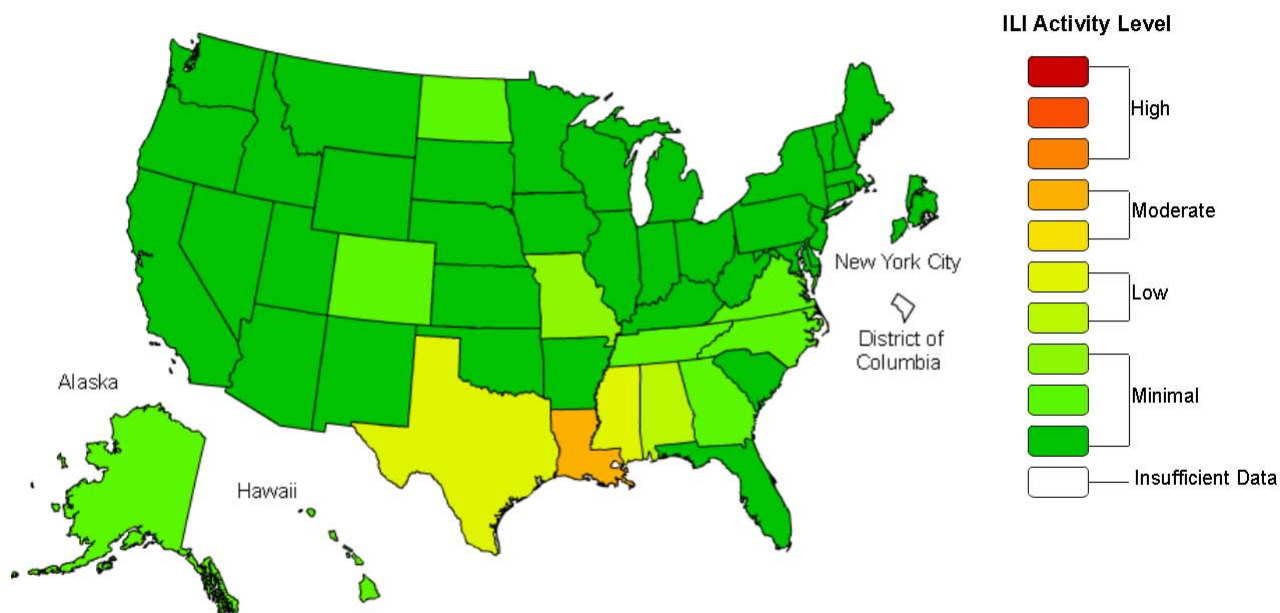 ILI Activity Level
High
Moderate
Low
Minimal
Insufficient Data
New York City
District of
Columbia
Alaska
Hawaii